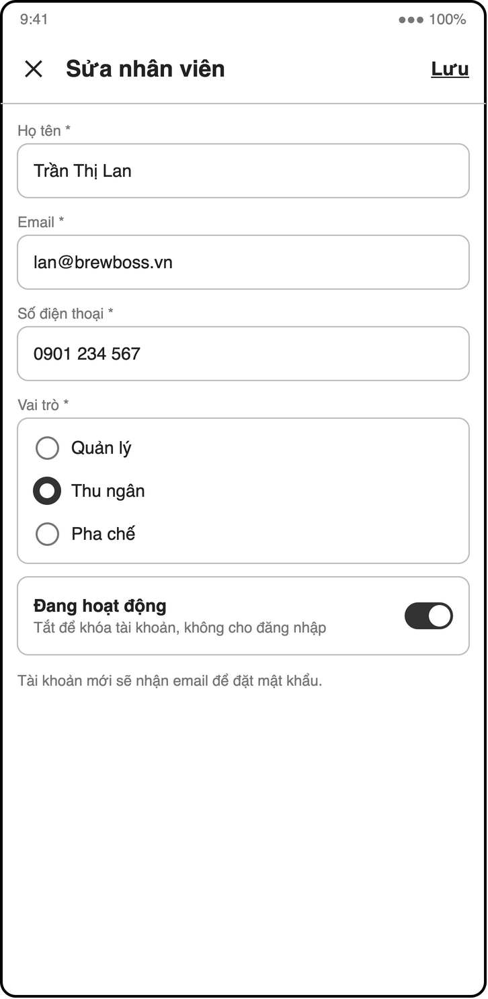 9:41
100%
Sửa nhân viên
Lưu
Họ tên *
Trần Thị Lan
Email *
lan@brewboss.vn
Số điện thoại *
0901 234 567
Vai trò *
Quản lý
Thu ngân
Pha chế
Đang hoạt động
Tắt để khóa tài khoản, không cho đăng nhập
Tài khoản mới sẽ nhận email để đặt mật khẩu.